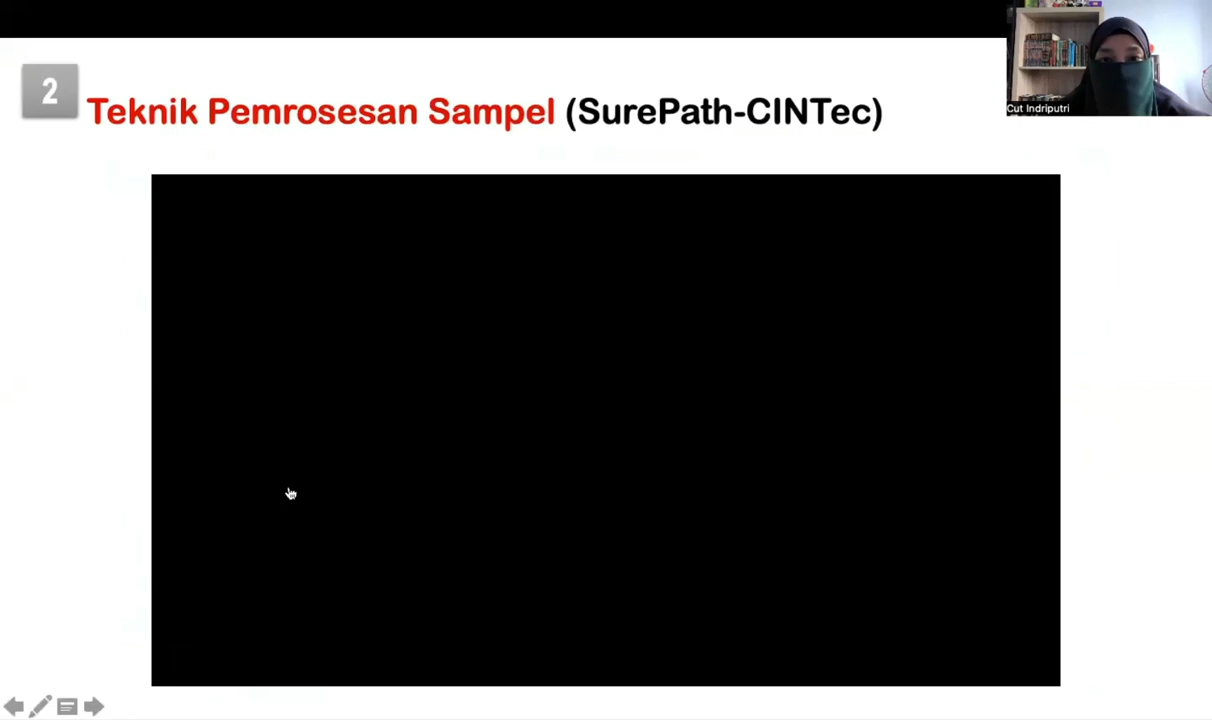 2
Teknik Pemrosesan Sampel (SurePath-CINTec)
Cut Indriputri